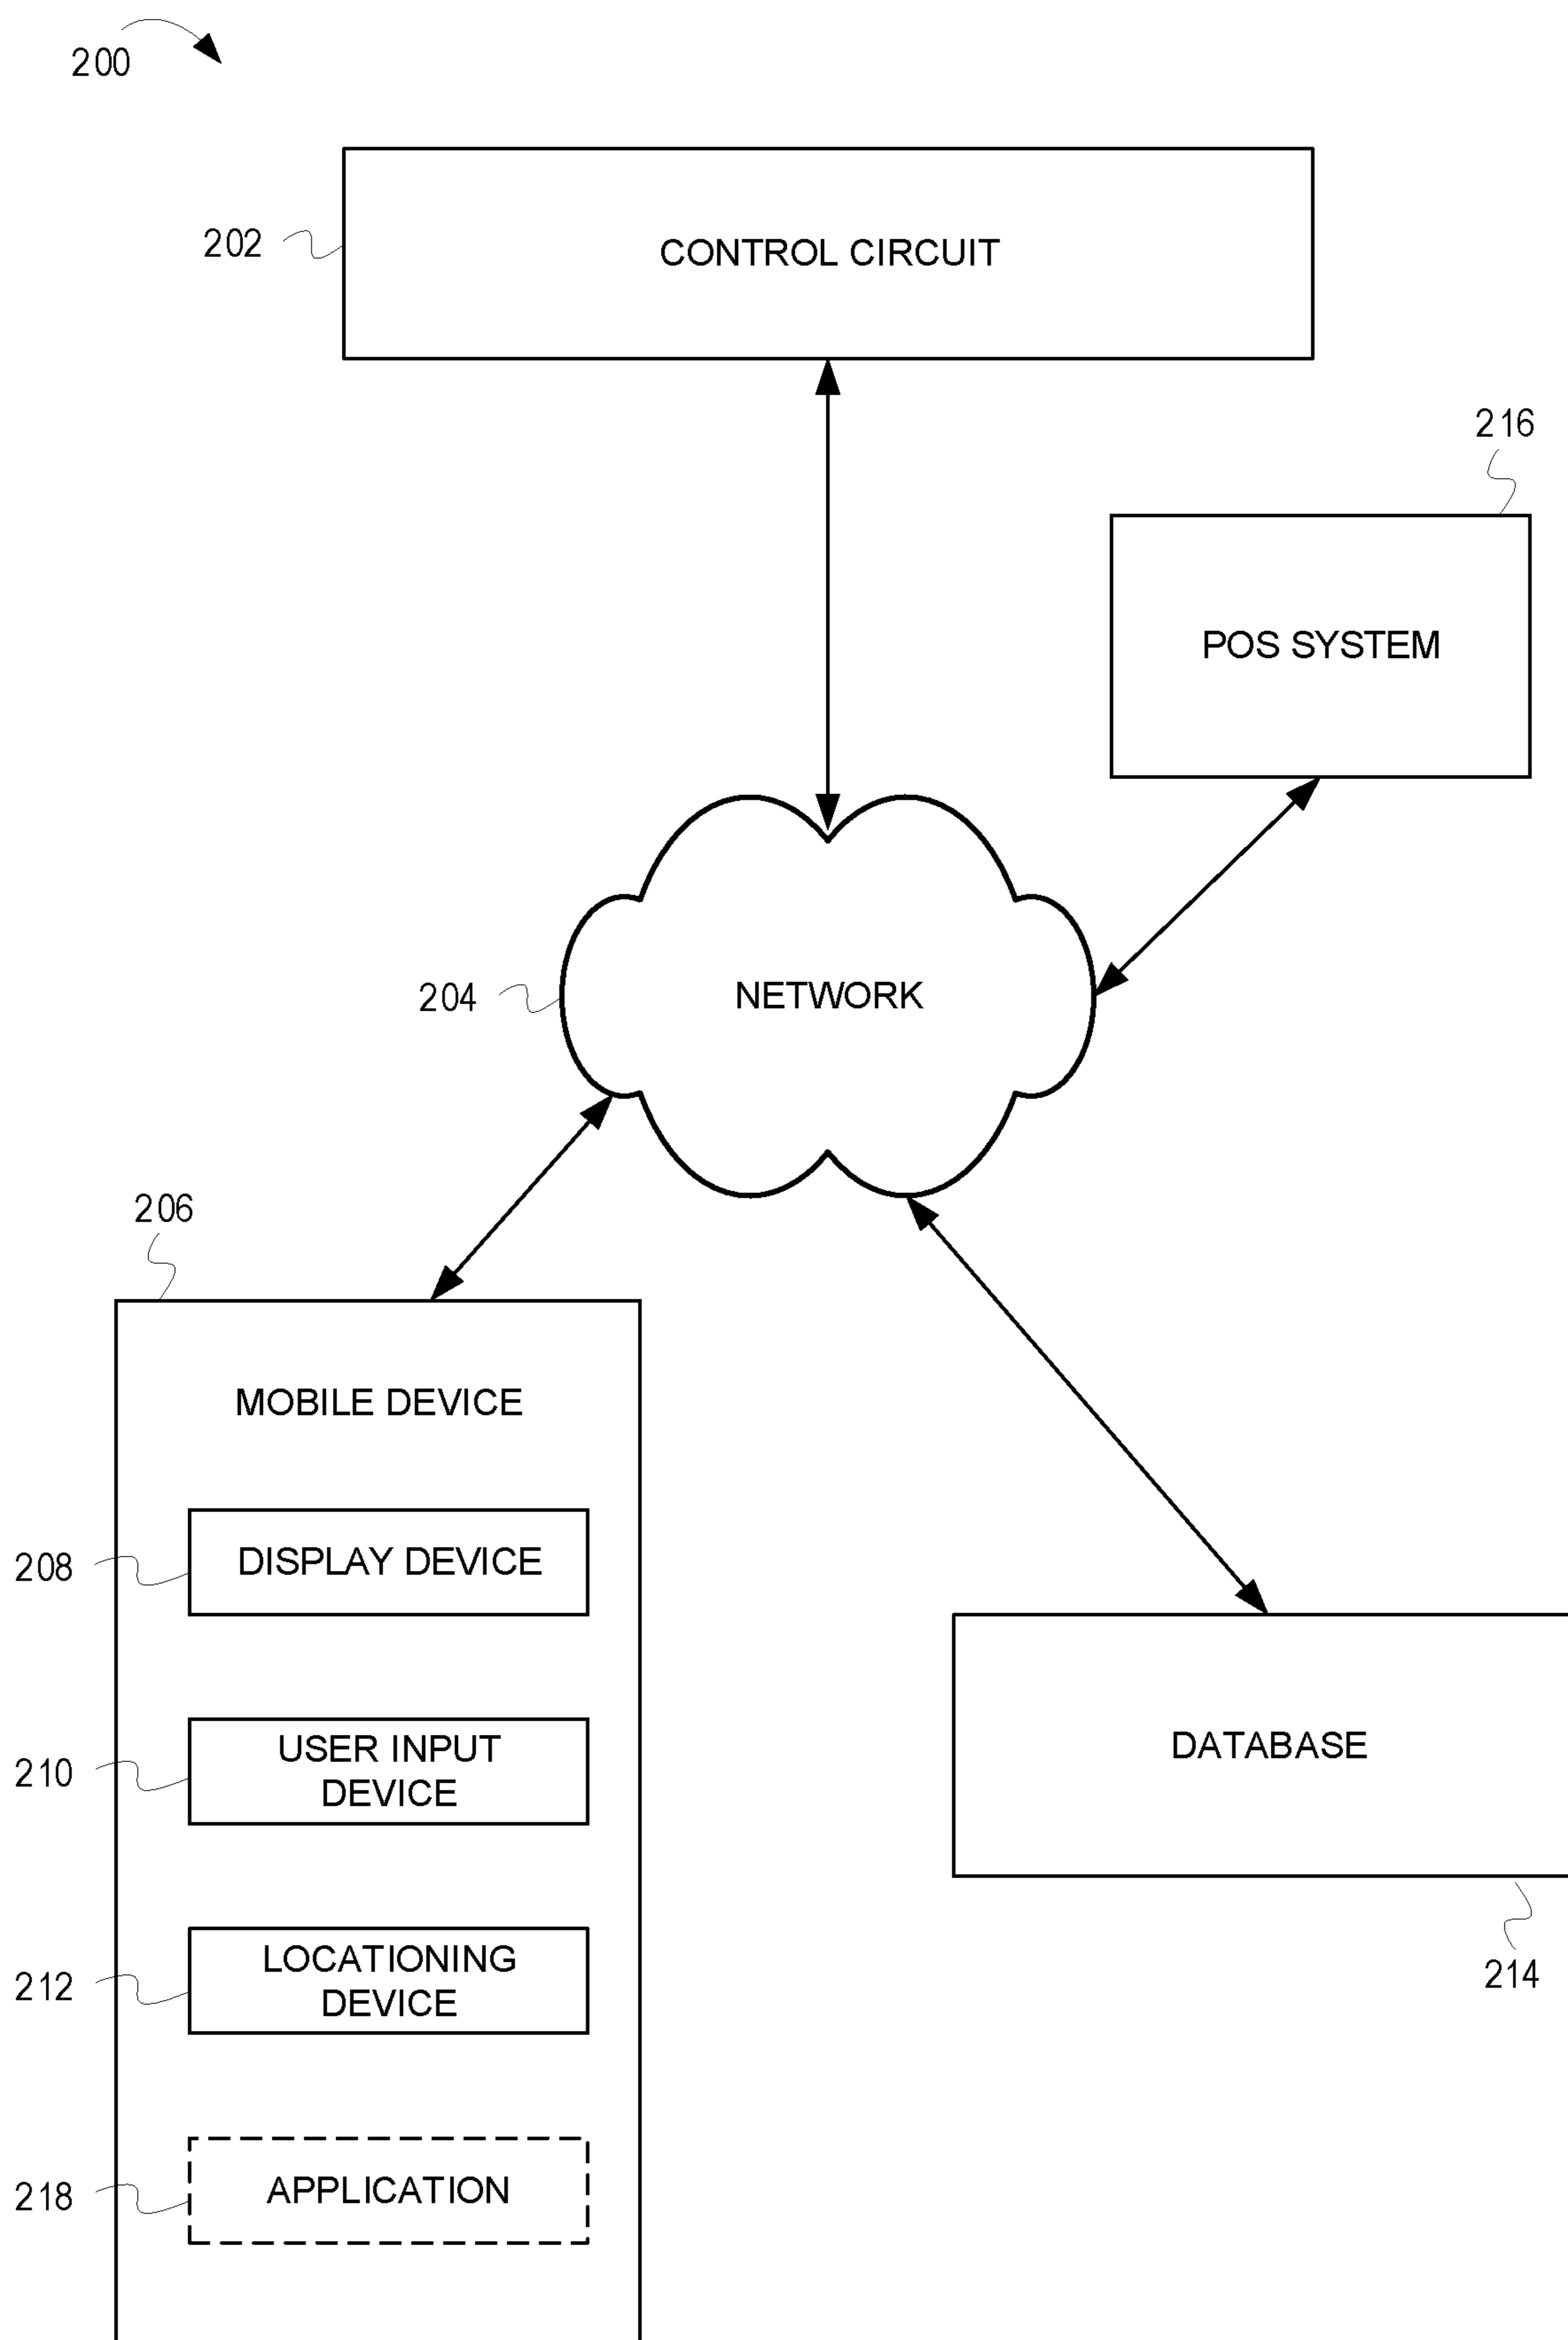 200
202
CONTROL CIRCUIT
216
POS SYSTEM
204
NETWORK
206
MOBILE DEVICE
208
DISPLAY DEVICE
210
USER INPUT
DEVICE
DATABASE
212
LOCATIONING
DEVICE
214
218
APPLICATION